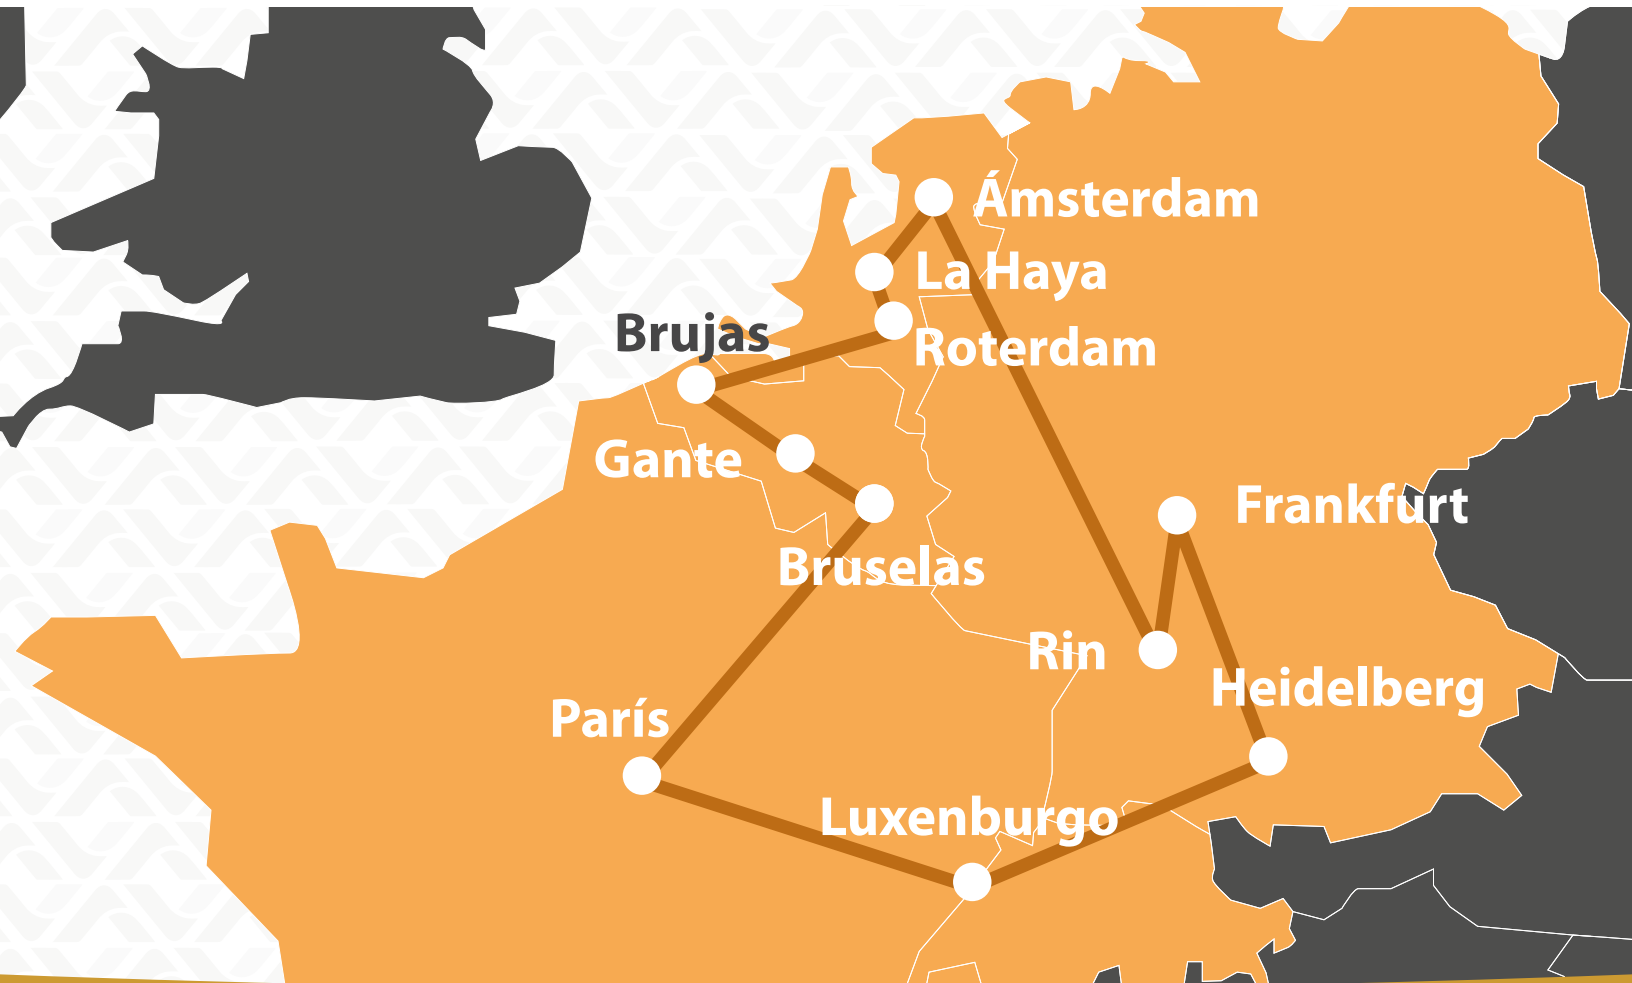 Ámsterdam
La Haya
Brujas
Roterdam
Gante
Frankfurt
Bruselas
Rin
Heidelberg
París
Luxenburgo